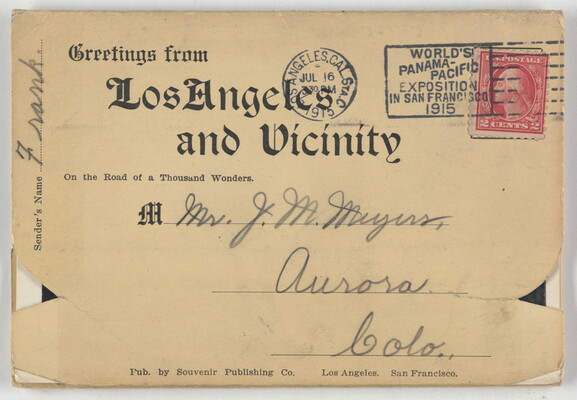 Greetings from
Los Angeles
and Vicinity
On the Road of a Thousand Wonders.
M Mr. J. M. Meyers,
Aurora.
Colo.,
Pub. by Souvenir Publishing Co. Los Angeles. San Francisco.
Sender's Name Frank
LOS ANGELES, CAL. STA. C
JUL 16
1915
WORLD'S
PANAMA-
PACIFIC
EXPOSITION
IN SAN FRANCISCO
1915
U.S. POSTAGE
2 CENTS 2